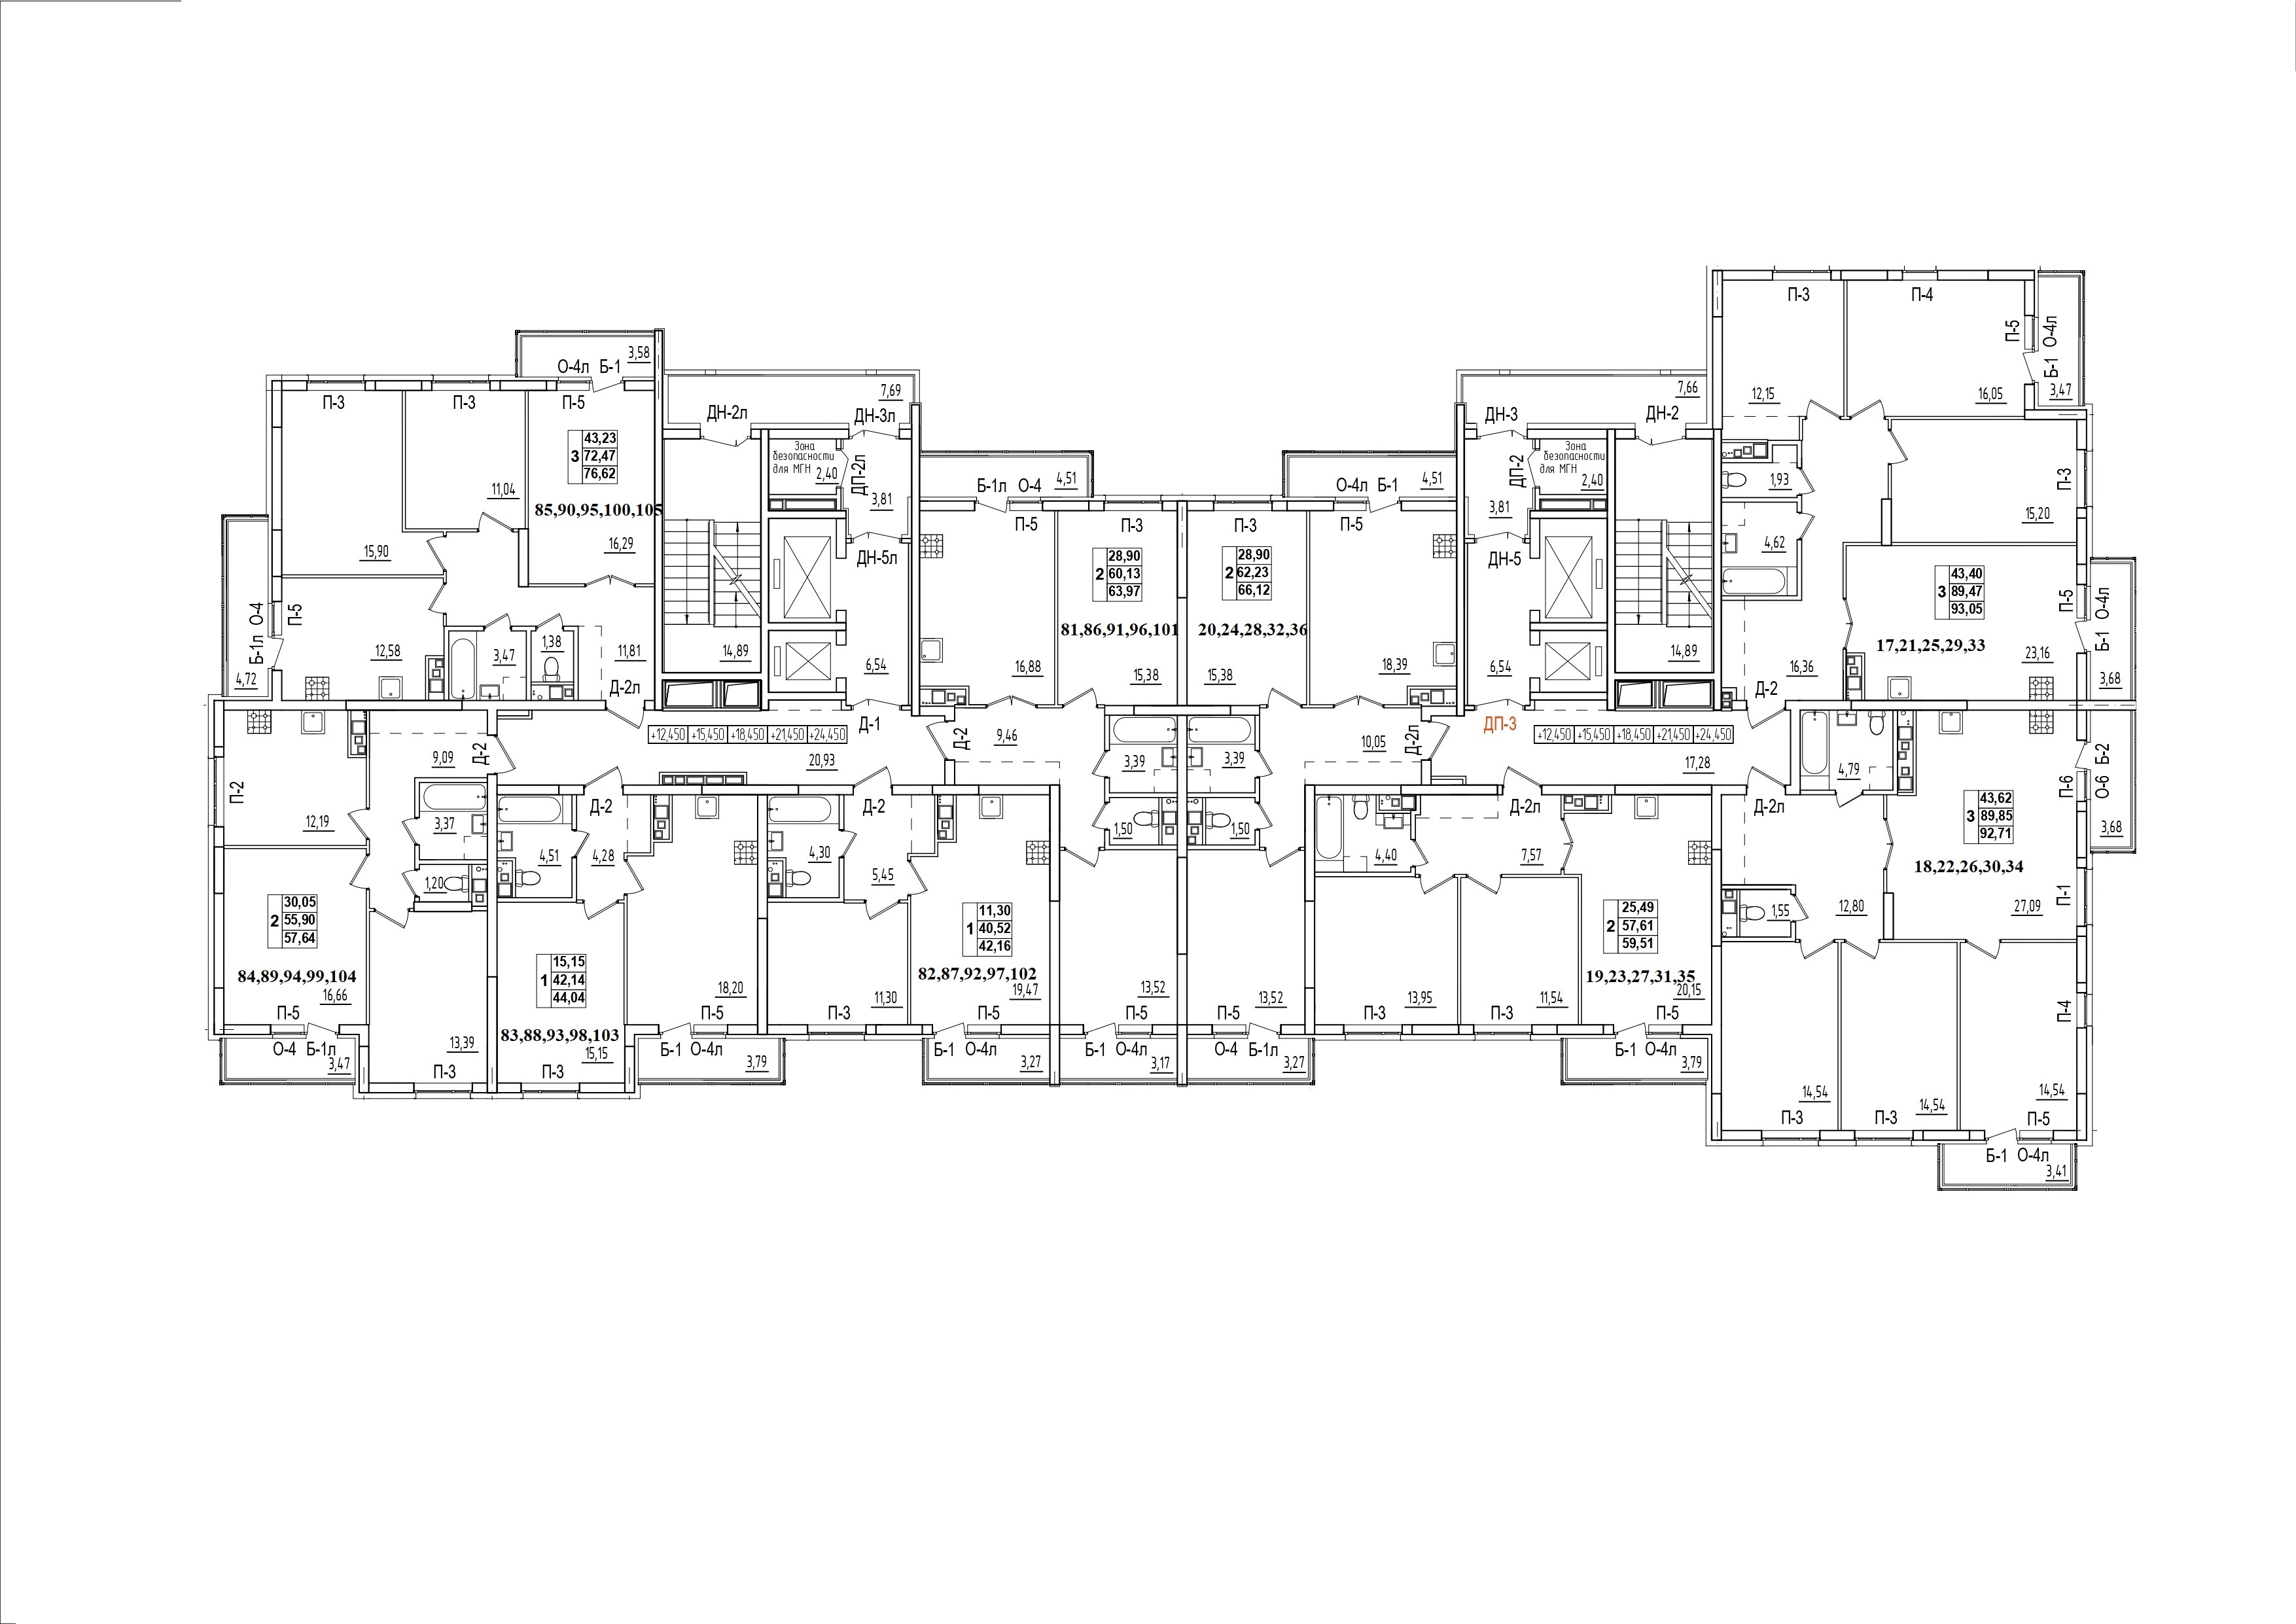 П-3
П-4
П-5
Б-1 О-4л
12,15
16,05
3,47
3,58
О-4л Б-1
П-3
П-3
П-5
43,23
3 72,47
76,62
11,04
85,90,95,100,105
15,90
16,29
7,69
ДН-2л
ДН-3л
Зона
безопасности
для МГН
2,40
ДП-2л
3,81
ДН-5л
14,89
6,54
7,66
ДН-3
ДН-2
Зона
безопасности
для МГН
2,40
ДП-2
3,81
ДН-5
14,89
6,54
4,51
Б-1л О-4
П-5
П-3
28,90
2 60,13
63,97
81,86,91,96,101
16,88
15,38
4,51
О-4л Б-1
П-3
П-5
28,90
2 62,23
66,12
20,24,28,32,36
15,38
18,39
1,93
4,62
15,20
П-3
43,40
3 89,47
93,05
17,21,25,29,33
П-5
Б-1 О-4л
23,16
3,68
16,36
Д-2
Б-1л О-4
П-5
4,72
12,58
3,47
1,38
11,81
Д-2л
+12,450 +15,450 +18,450 +21,450 +24,450
Д-1
20,93
Д-2
9,46
3,39
3,39
10,05
Д-2л
ДП-3
+12,450 +15,450 +18,450 +21,450 +24,450
17,28
П-2
9,09
Д-2
12,19
3,37
1,20
4,51
Д-2
4,28
4,30
Д-2
5,45
1,50
1,50
4,40
Д-2л
7,57
Д-2л
4,79
П-6
О-6 Б-2
3,68
43,62
3 89,85
92,71
18,22,26,30,34
27,09
П-1
1,55
12,80
30,05
2 55,90
57,64
84,89,94,99,104
16,66
П-5
О-4 Б-1л
3,47
13,39
П-3
15,15
1 42,14
44,04
83,88,93,98,103
15,15
П-3
18,20
П-5
Б-1 О-4л
3,79
11,30
П-3
11,30
1 40,52
42,16
82,87,92,97,102
19,47
П-5
Б-1 О-4л
3,27
13,52
П-5
Б-1 О-4л
3,17
13,52
П-5
О-4 Б-1л
3,27
13,95
П-3
11,54
П-3
25,49
2 57,61
59,51
19,23,27,31,35
20,15
П-5
Б-1 О-4л
3,79
14,54
П-3
14,54
П-3
П-4
14,54
П-5
Б-1 О-4л
3,41